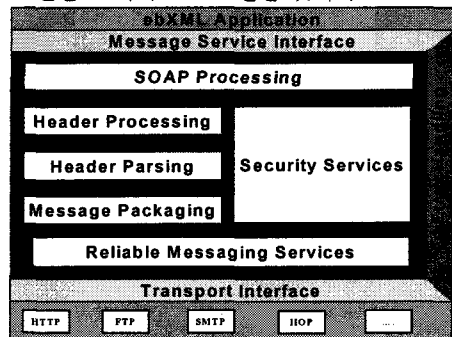 ebXML Application
Message Service Interface
SOAP Processing
Header Processing
Header Parsing
Message Packaging
Security Services
Reliable Messaging Services
Transport Interface
HTTP FTP SMTP IIOP ....